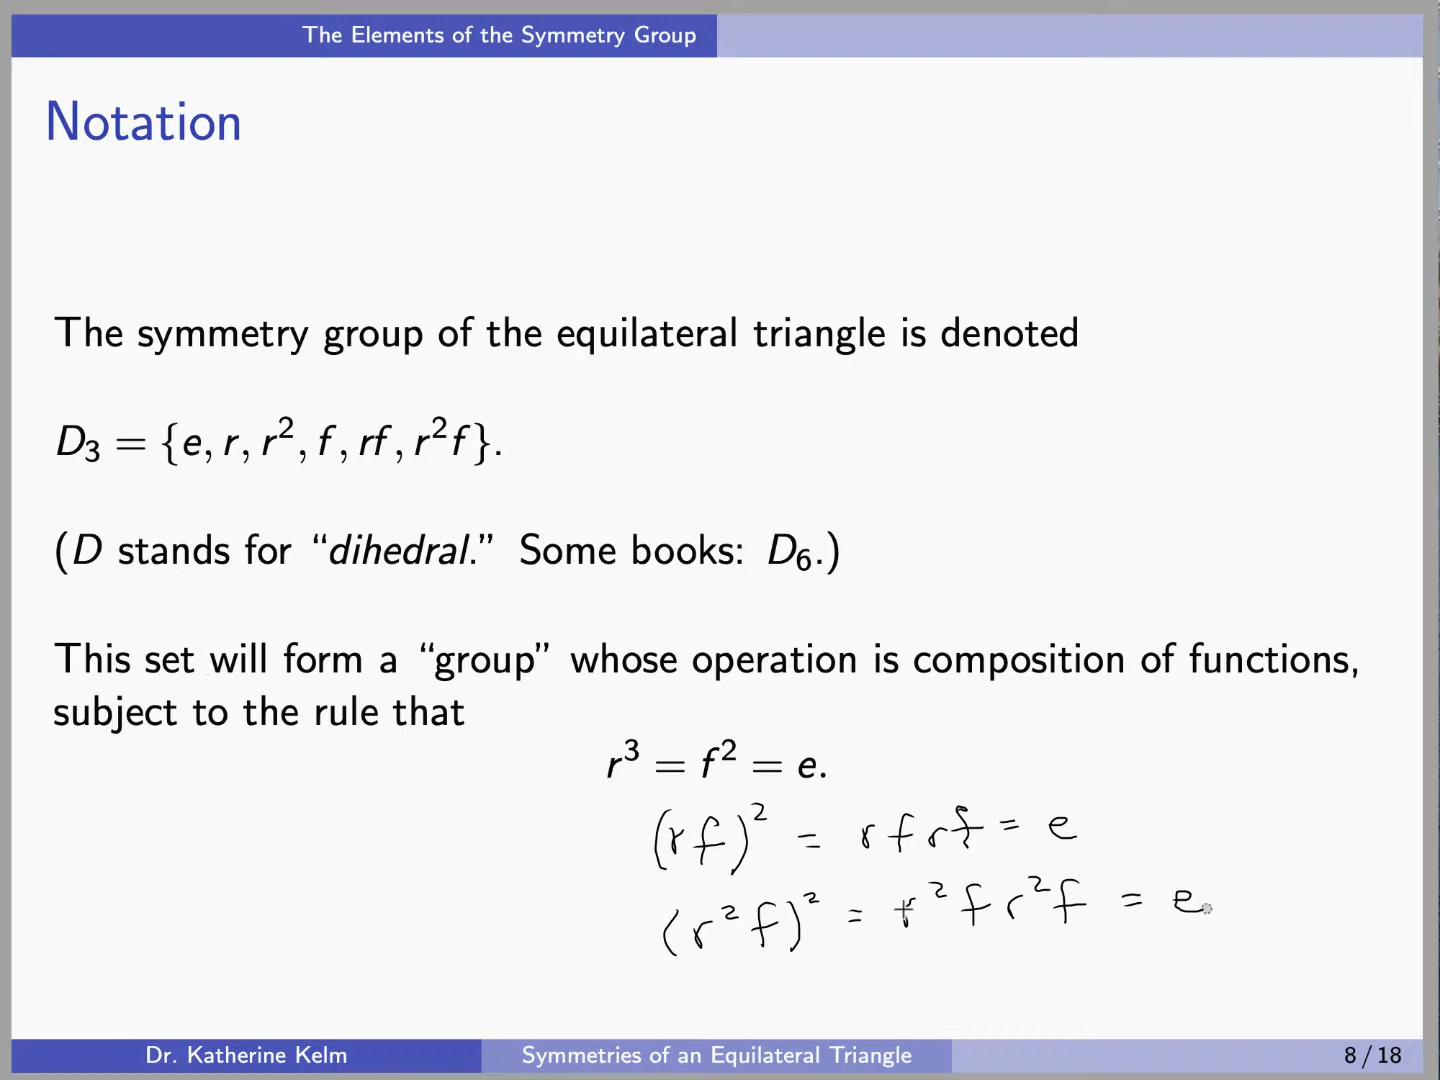 The Elements of the Symmetry Group
Notation
The symmetry group of the equilateral triangle is denoted
D₃ = {e, r, r², f, rf, r²f}.
(D stands for “dihedral.” Some books: D₆.)
This set will form a “group” whose operation is composition of functions,
subject to the rule that
r³ = f² = e.
(rf)² = rfrf = e
(r²f)² = r²fr²f = e
Dr. Katherine Kelm Symmetries of an Equilateral Triangle 8 / 18